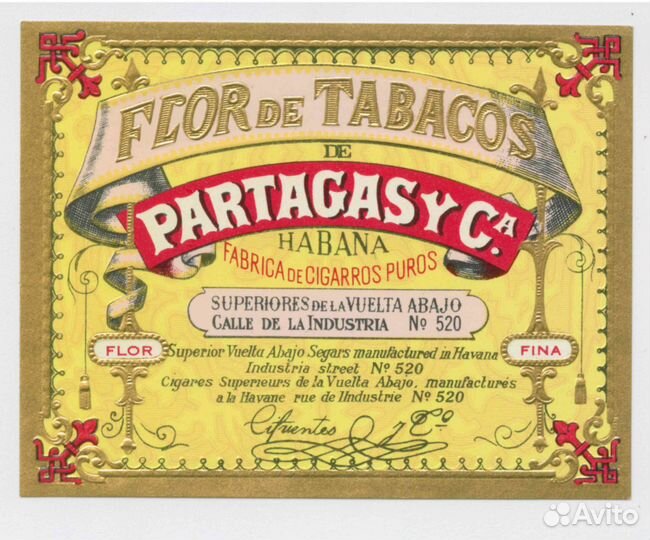 FLOR DE TABACOS
DE
PARTAGAS Y Cª.
HABANA
FABRICA DE CIGARROS PUROS
SUPERIORES DE LA VUELTA ABAJO
CALLE DE LA INDUSTRIA Nº 520
FLOR
FINA
Superior Vuelta Abajo Segars manufactured in Havana
Industria street Nº 520
Cigares Superieurs de la Vuelta Abajo, manufacturés
a la Havane rue de l'Industrie Nº 520
Cifuentes y Cº
Avito